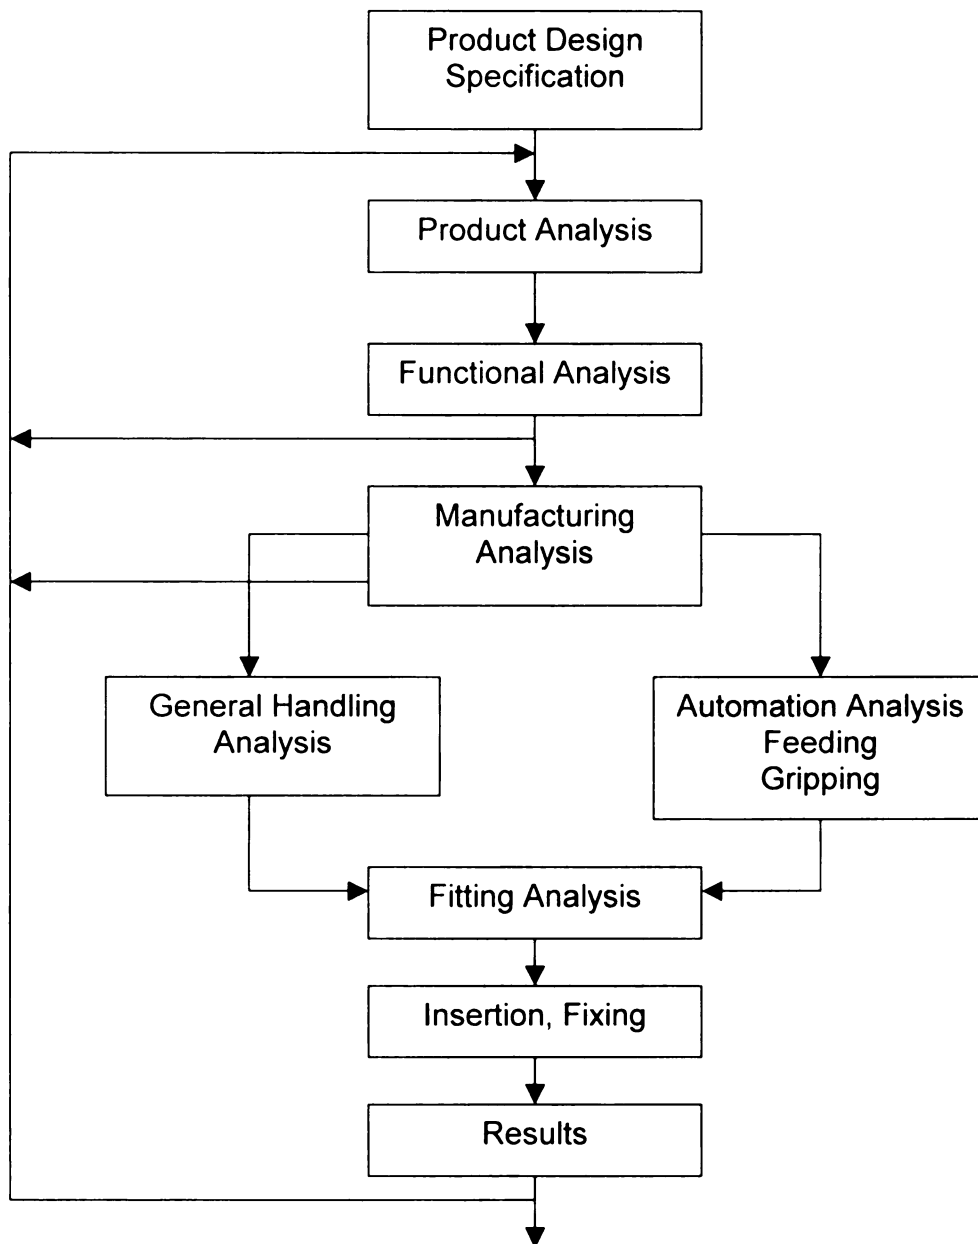 Product Design
Specification
Product Analysis
Functional Analysis
Manufacturing
Analysis
General Handling
Analysis
Automation Analysis
Feeding
Gripping
Fitting Analysis
Insertion, Fixing
Results